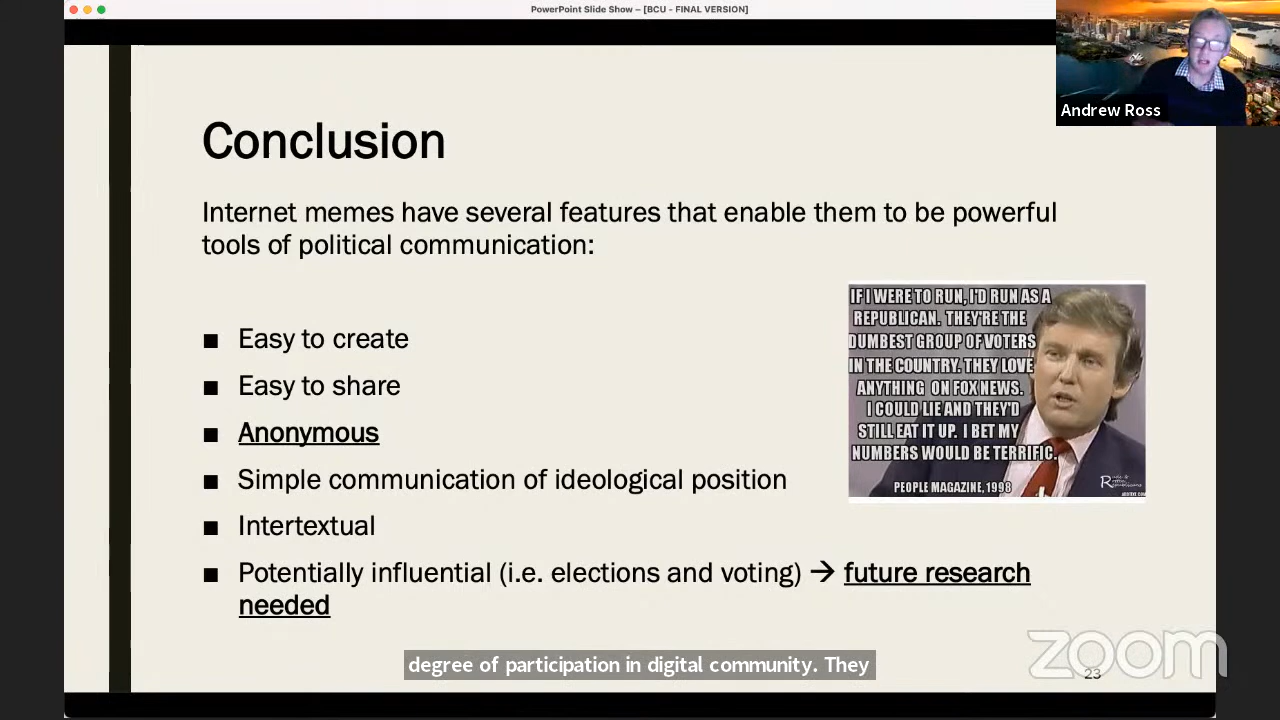 PowerPoint Slide Show – [BCU - FINAL VERSION]
Andrew Ross
Conclusion
Internet memes have several features that enable them to be powerful
tools of political communication:
■ Easy to create
■ Easy to share
■ Anonymous
■ Simple communication of ideological position
■ Intertextual
■ Potentially influential (i.e. elections and voting) → future research
needed
IF I WERE TO RUN, I'D RUN AS A
REPUBLICAN. THEY'RE THE
DUMBEST GROUP OF VOTERS
IN THE COUNTRY. THEY LOVE
ANYTHING ON FOX NEWS.
I COULD LIE AND THEY'D
STILL EAT IT UP. I BET MY
NUMBERS WOULD BE TERRIFIC.
PEOPLE MAGAZINE, 1998
degree of participation in digital community. They
zoom
23